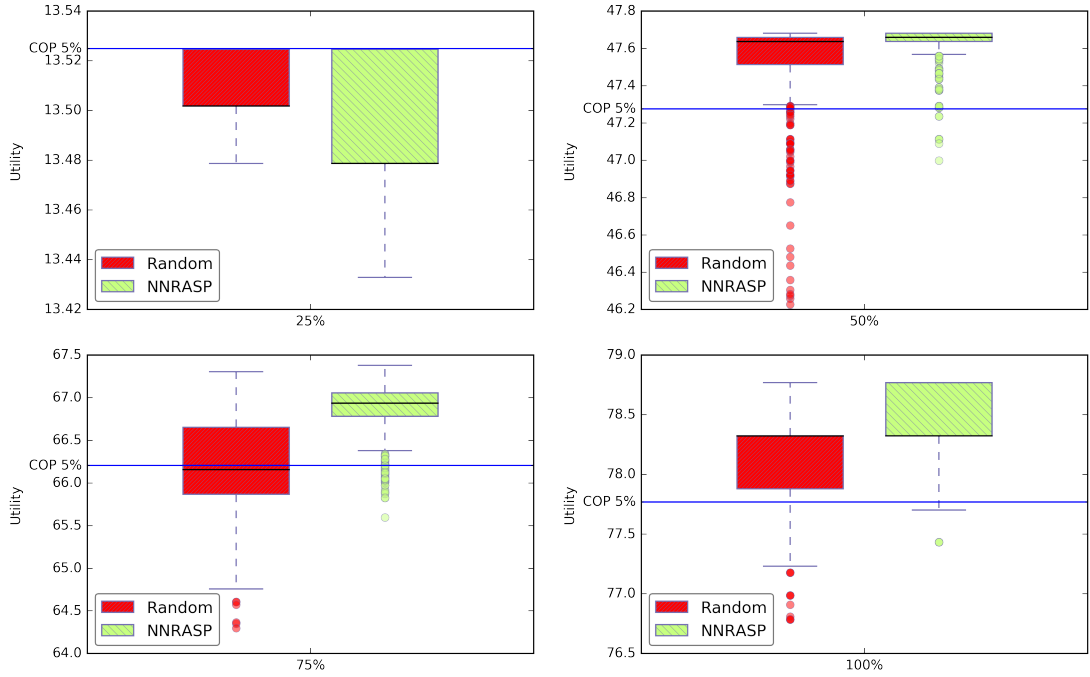 13.54
COP 5%
13.52
13.50
13.48
13.46
13.44
13.42
Utility
Random
NNRASP
25%
47.8
47.6
47.4
COP 5%
47.2
47.0
46.8
46.6
46.4
46.2
Utility
Random
NNRASP
50%
67.5
67.0
66.5
COP 5%
66.0
65.5
65.0
64.5
64.0
Utility
Random
NNRASP
75%
79.0
78.5
78.0
COP 5%
77.5
77.0
76.5
Utility
Random
NNRASP
100%